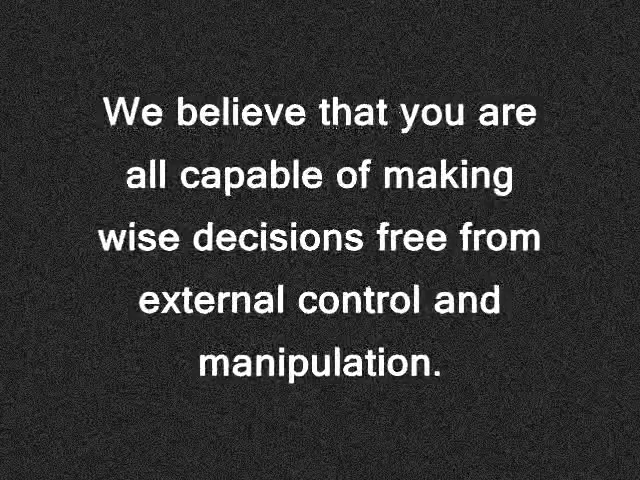 We believe that you are
all capable of making
wise decisions free from
external control and
manipulation.